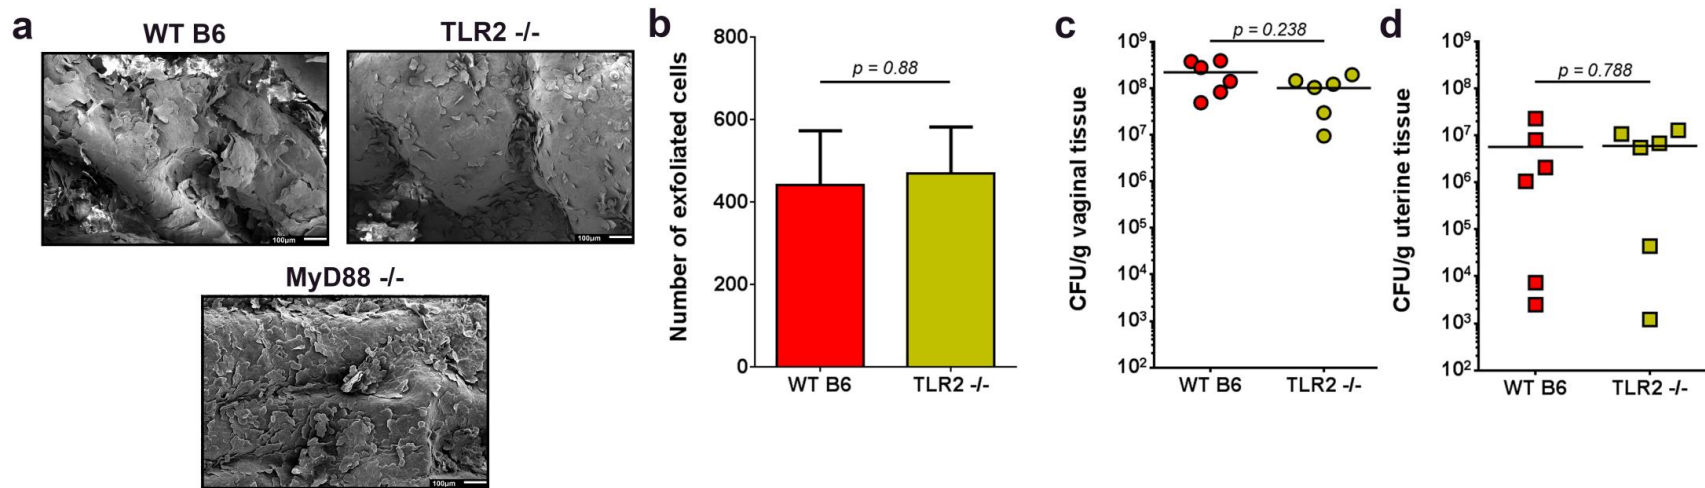 a
WT B6
TLR2 -/-
100µm
100µm
MyD88 -/-
100µm
b
Number of exfoliated cells
800
600
400
200
0
p = 0.88
WT B6
TLR2 -/-
c
CFU/g vaginal tissue
10⁹
10⁸
10⁷
10⁶
10⁵
10⁴
10³
10²
p = 0.238
WT B6
TLR2 -/-
d
CFU/g uterine tissue
10⁹
10⁸
10⁷
10⁶
10⁵
10⁴
10³
10²
p = 0.788
WT B6
TLR2 -/-